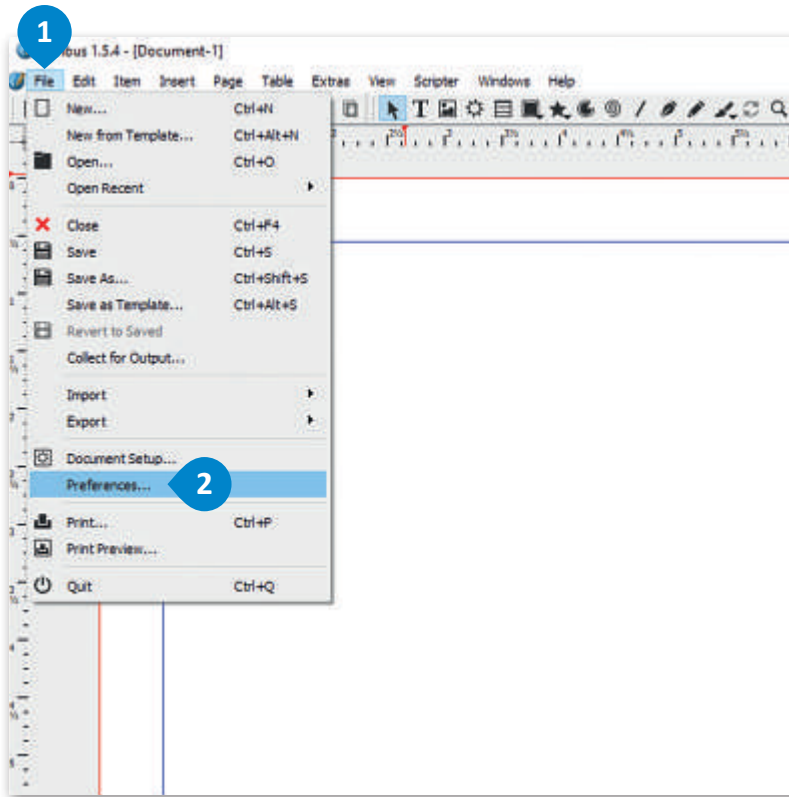 1
ous 1.5.4 - [Document-1]
File Edit Item Insert Page Table Extras View Scripter Windows Help
New... Ctrl+N
New from Template... Ctrl+Alt+N
Open... Ctrl+O
Open Recent
Close Ctrl+F4
Save Ctrl+S
Save As... Ctrl+Shift+S
Save as Template... Ctrl+Alt+S
Revert to Saved
Collect for Output...
Import
Export
Document Setup...
Preferences... 2
Print... Ctrl+P
Print Preview...
Quit Ctrl+Q